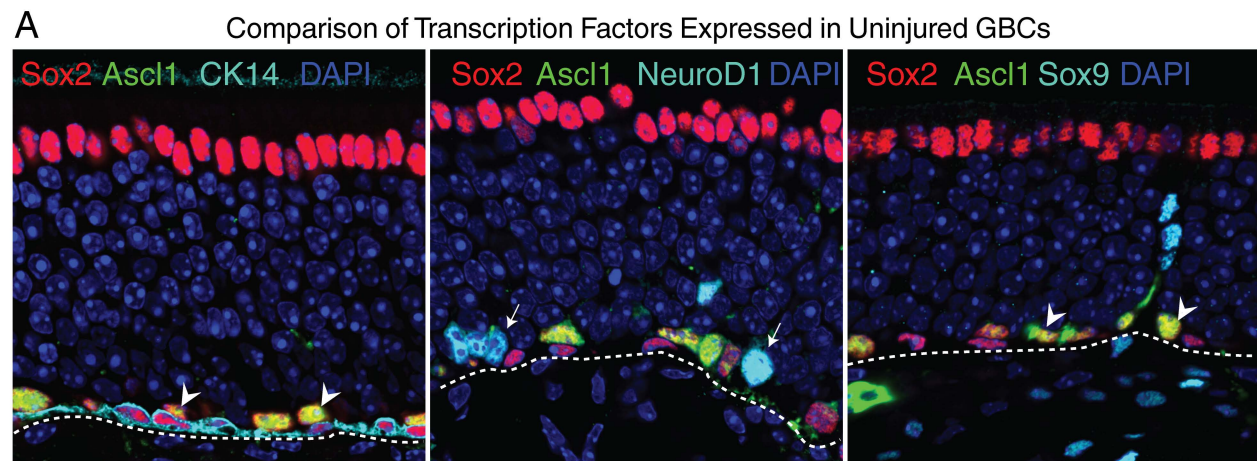 A
Comparison of Transcription Factors Expressed in Uninjured GBCs
Sox2 Ascl1 CK14 DAPI
Sox2 Ascl1 NeuroD1 DAPI
Sox2 Ascl1 Sox9 DAPI